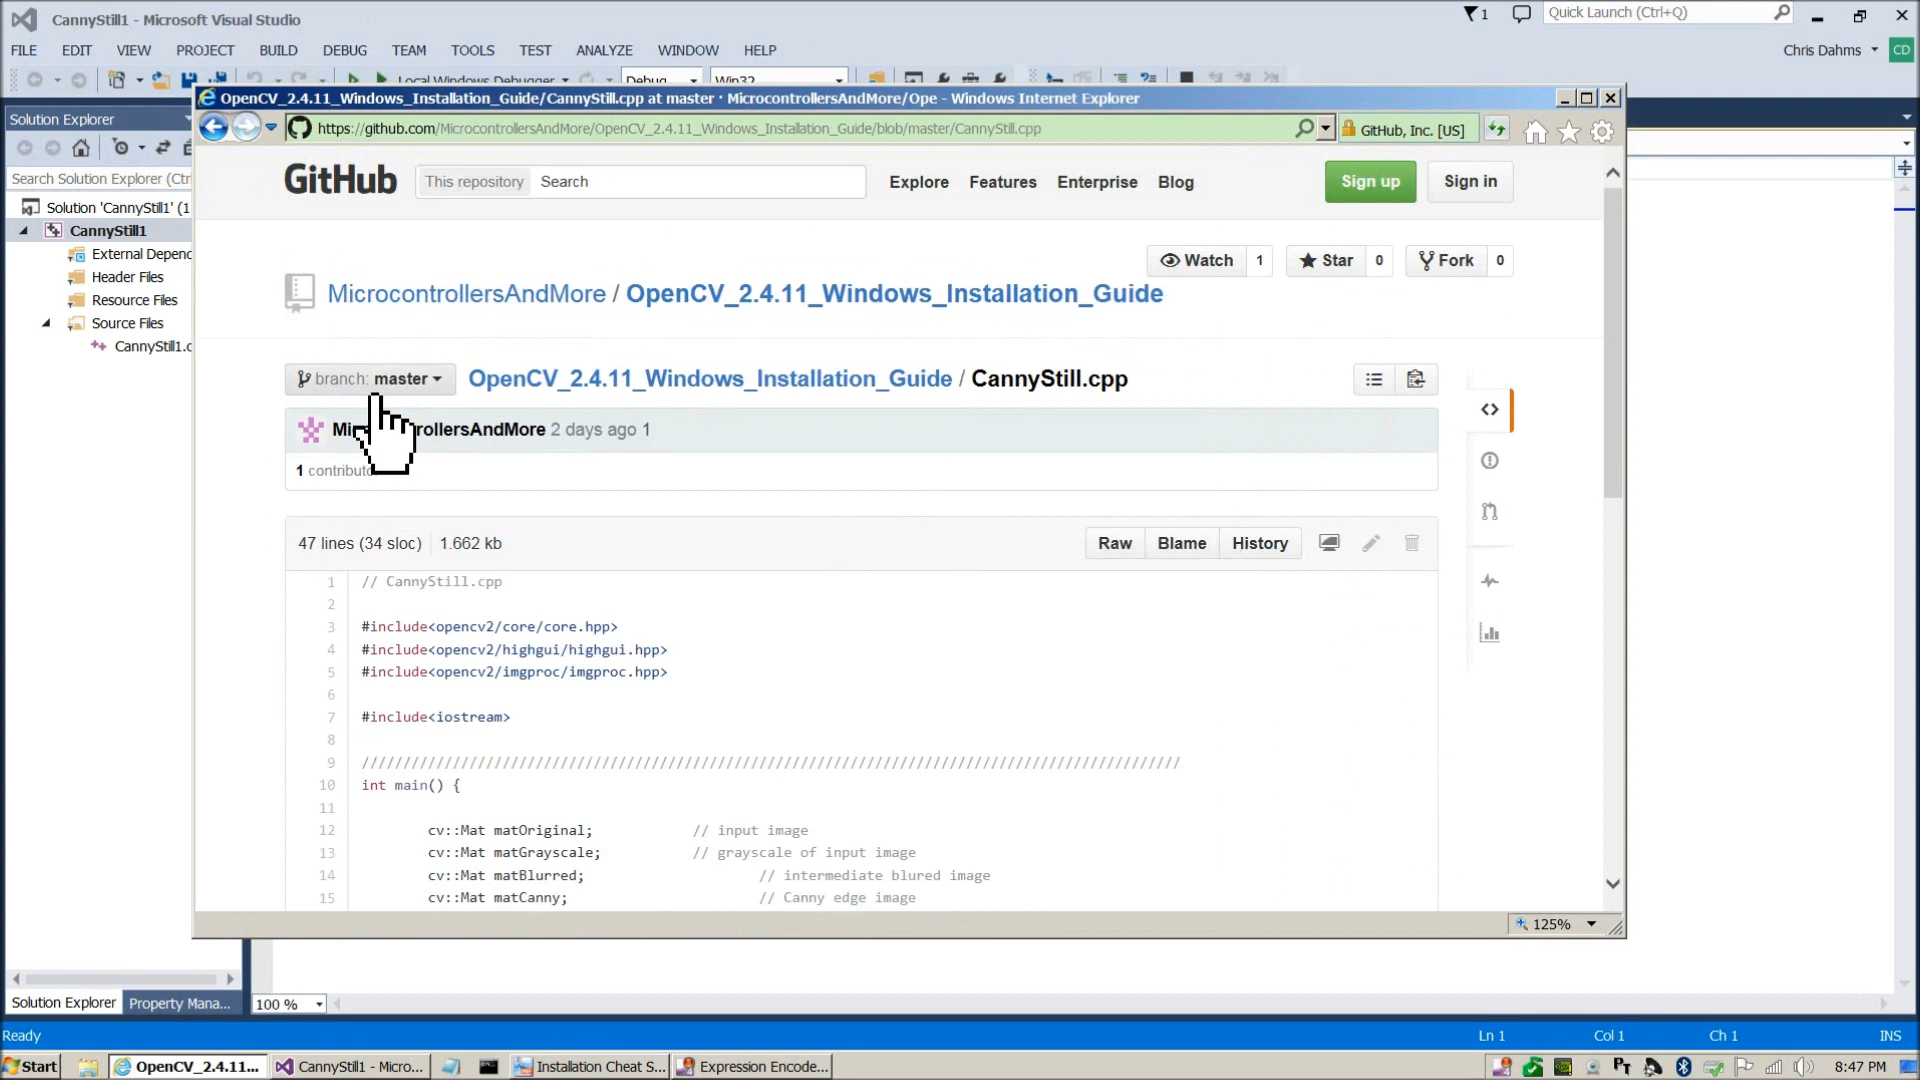 CannyStill1 - Microsoft Visual Studio
1
Quick Launch (Ctrl+Q)
FILE EDIT VIEW PROJECT BUILD DEBUG TEAM TOOLS TEST ANALYZE WINDOW HELP
Chris Dahms CD
Local Windows Debugger Debug Win32
OpenCV_2.4.11_Windows_Installation_Guide/CannyStill.cpp at master · MicrocontrollersAndMore/Ope - Windows Internet Explorer
Solution Explorer
https://github.com/MicrocontrollersAndMore/OpenCV_2.4.11_Windows_Installation_Guide/blob/master/CannyStill.cpp
GitHub, Inc. [US]
Search Solution Explorer (Ctrl
GitHub
This repository Search
Explore Features Enterprise Blog
Sign up Sign in
Solution 'CannyStill1' (1
CannyStill1
External Depend
Header Files
Resource Files
Source Files
CannyStill1.c
Watch 1 Star 0 Fork 0
MicrocontrollersAndMore / OpenCV_2.4.11_Windows_Installation_Guide
branch: master
OpenCV_2.4.11_Windows_Installation_Guide / CannyStill.cpp
Mi rollersAndMore 2 days ago 1
1 contributo
47 lines (34 sloc) 1.662 kb
Raw Blame History
1 // CannyStill.cpp
2
3 #include<opencv2/core/core.hpp>
4 #include<opencv2/highgui/highgui.hpp>
5 #include<opencv2/imgproc/imgproc.hpp>
6
7 #include<iostream>
8
9 ///////////////////////////////////////////////////////////////////////////////////////////////////
10 int main() {
11
12 cv::Mat matOriginal; // input image
13 cv::Mat matGrayscale; // grayscale of input image
14 cv::Mat matBlurred; // intermediate blured image
15 cv::Mat matCanny; // Canny edge image
125%
Solution Explorer Property Mana...
100 %
Ready
Ln 1 Col 1 Ch 1 INS
Start OpenCV_2.4.11... CannyStill1 - Micro... Installation Cheat S... Expression Encode...
8:47 PM